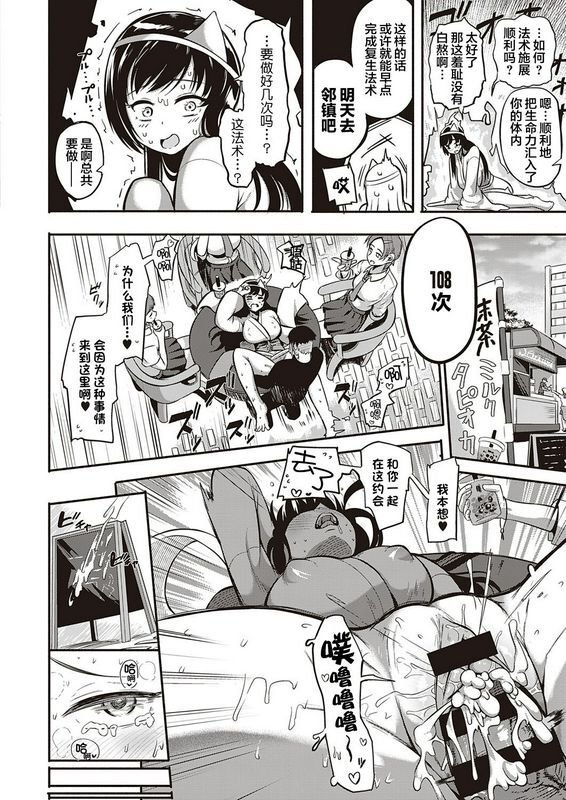 …如何？
法术施展
顺利吗？
嗯…顺利地
把生命力汇入了
你的体内
太好了
那这羞耻没有
白熬啊…
这样的话
或许就能早点
完成复生法术
明天去
邻镇吧
哎
…要做好几次吗…？
这法术…？
是啊总共
要做—
108
次
抹茶
ミルク
タピオカ
为什么我们…♥
会因为这种事情
来到这里啊♥
我本想♥
和你一起
在这约会
去了
噗噜噜噜～
哈啊
哈啊♥